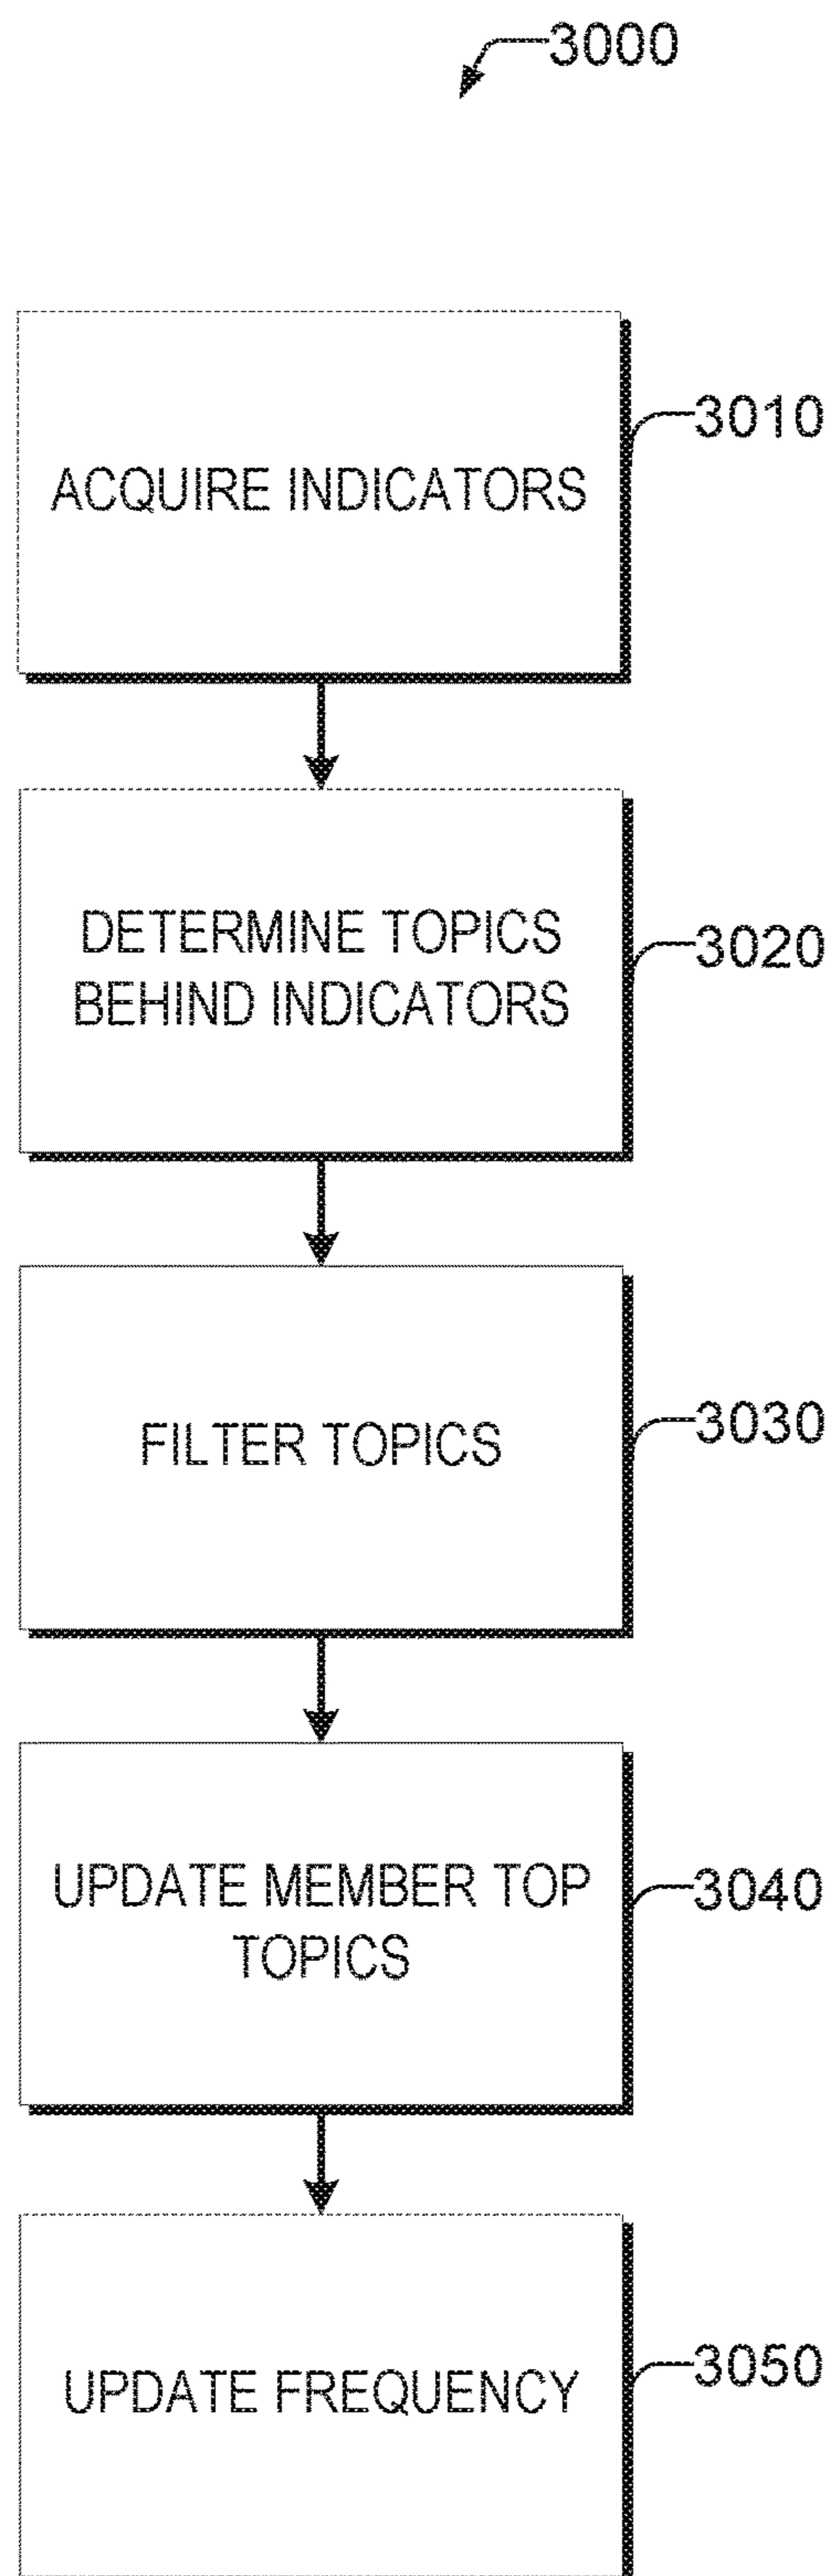 3000
ACQUIRE INDICATORS
3010
DETERMINE TOPICS
BEHIND INDICATORS
3020
FILTER TOPICS
3030
UPDATE MEMBER TOP
TOPICS
3040
UPDATE FREQUENCY
3050